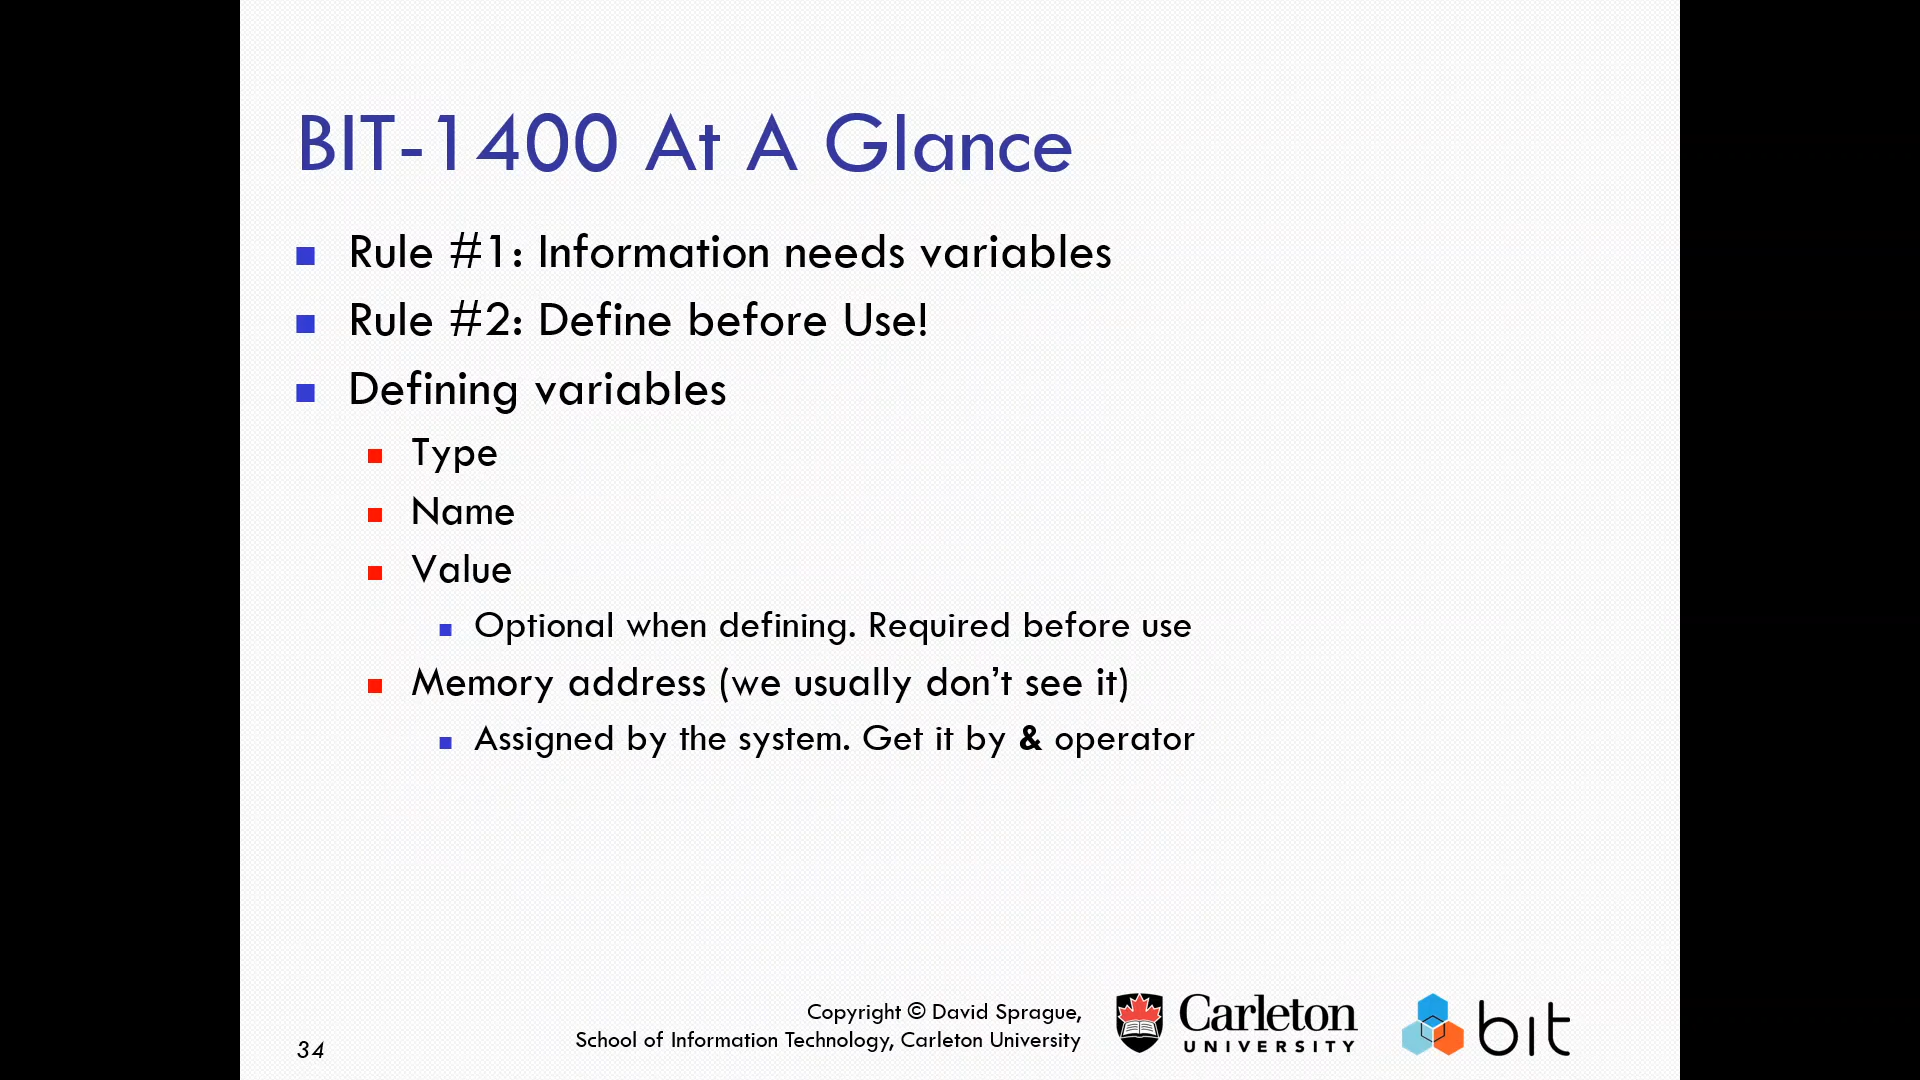 BIT-1400 At A Glance
Rule #1: Information needs variables
Rule #2: Define before Use!
Defining variables
Type
Name
Value
Optional when defining. Required before use
Memory address (we usually don’t see it)
Assigned by the system. Get it by & operator
Copyright © David Sprague,
School of Information Technology, Carleton University
Carleton
UNIVERSITY
bit
34